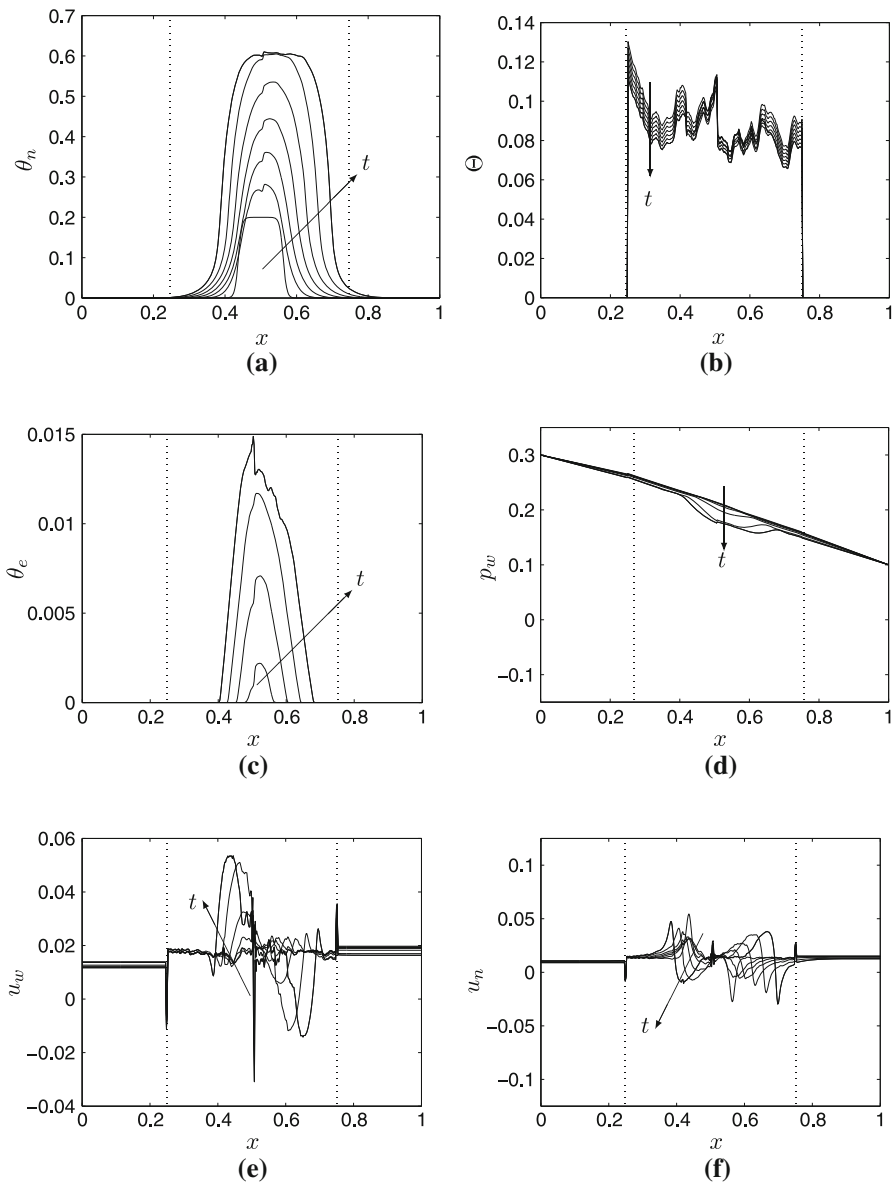 0.7
0.6
0.5
0.4
0.3
0.2
0.1
0
θn
t
0 0.2 0.4 0.6 0.8 1
x
(a)
0.14
0.12
0.1
0.08
0.06
0.04
0.02
0
Θ
t
0 0.2 0.4 0.6 0.8 1
x
(b)
0.015
0.01
0.005
0
θe
t
0 0.2 0.4 0.6 0.8 1
x
(c)
0.3
0.2
0.1
0
−0.1
pw
t
0 0.2 0.4 0.6 0.8 1
x
(d)
0.06
0.04
0.02
0
−0.02
−0.04
uw
t
0 0.2 0.4 0.6 0.8 1
x
(e)
0.1
0.05
0
−0.05
−0.1
un
t
0 0.2 0.4 0.6 0.8 1
x
(f)